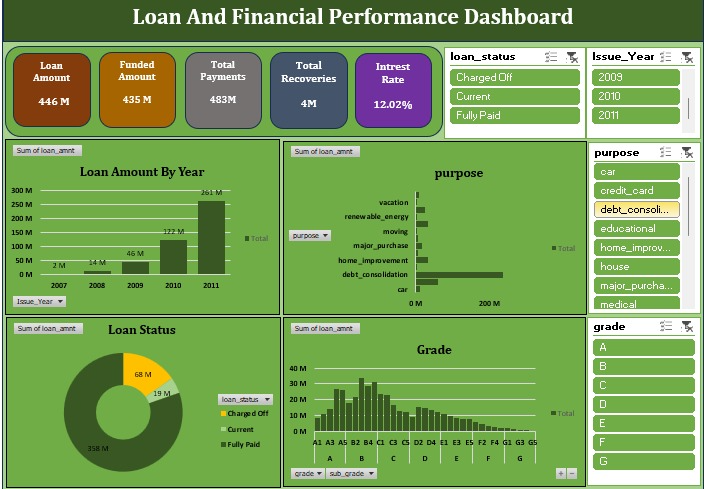 Loan And Financial Performance Dashboard
Loan
Amount
446 M
Funded
Amount
435 M
Total
Payments
483M
Total
Recoveries
4M
Intrest
Rate
12.02%
loan_status
Charged Off
Current
Fully Paid
Issue_Year
2009
2010
2011
Sum of loan_amnt
Loan Amount By Year
300 M
250 M
200 M
150 M
100 M
50 M
0 M
2 M
14 M
46 M
122 M
261 M
2007
2008
2009
2010
2011
Total
Issue_Year
Sum of loan_amnt
purpose
purpose
vacation
renewable_energy
moving
major_purchase
home_improvement
debt_consolidation
car
0 M
200 M
Total
purpose
car
credit_card
debt_consoli...
educational
home_improv...
house
major_purcha...
medical
Sum of loan_amnt
Loan Status
68 M
19 M
358 M
loan_status
Charged Off
Current
Fully Paid
Sum of loan_amnt
Grade
40 M
30 M
20 M
10 M
0 M
A1 A3 A5 B2 B4 C1 C3 C5 D2 D4 E1 E3 E5 F2 F4 G1 G3 G5
A B C D E F G
Total
grade
sub_grade
+ -
grade
A
B
C
D
E
F
G